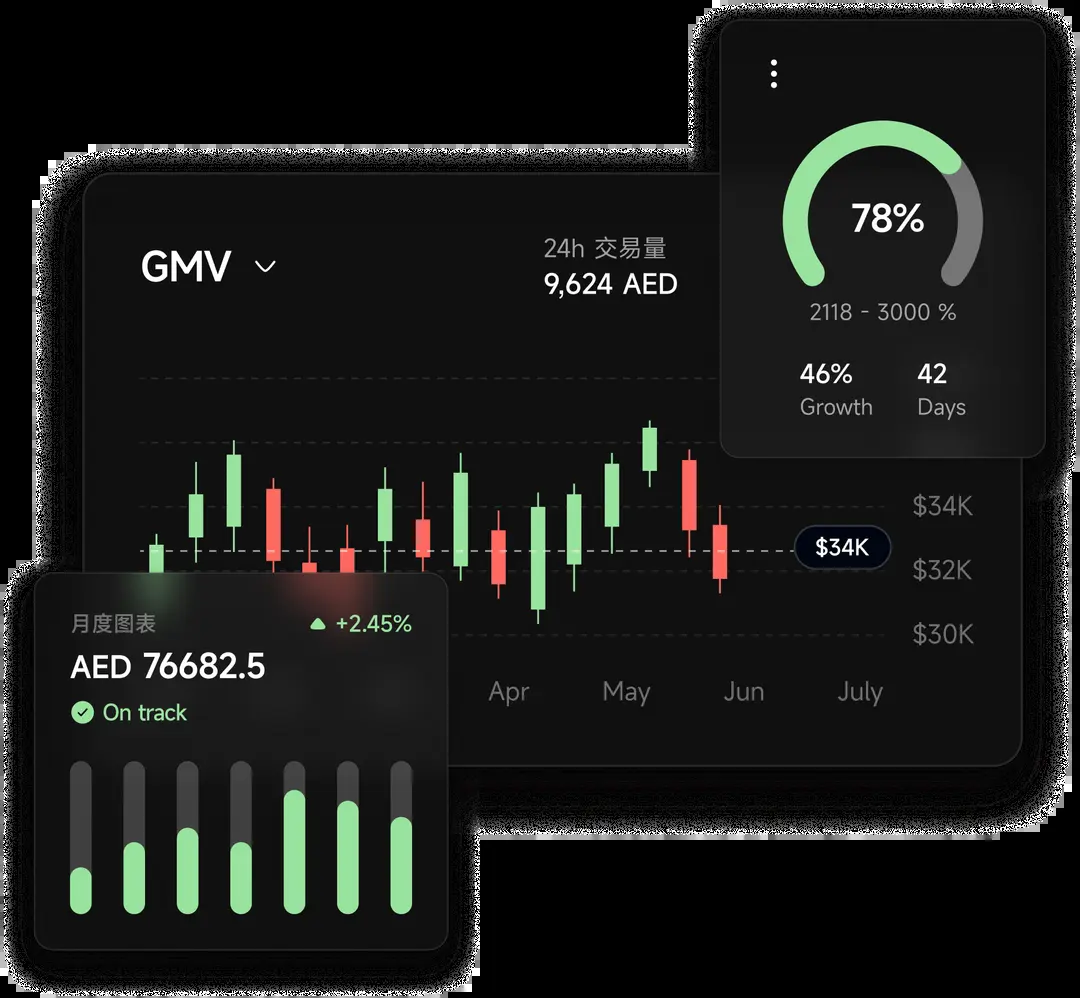 78%
2118 - 3000 %
46%
Growth
42
Days
GMV
24h 交易量
9,624 AED
$34K
$34K
$32K
$30K
Apr
May
Jun
July
月度图表
+2.45%
AED 76682.5
On track